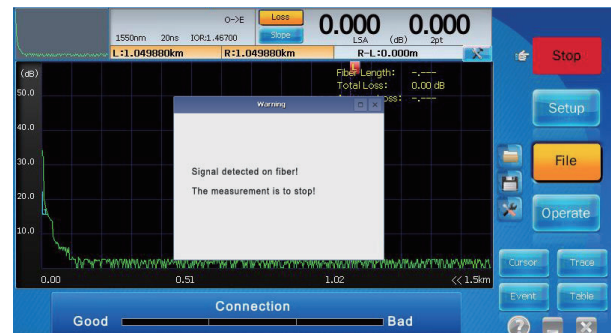 O->E
1550nm 20ns IOR:1.46700
Loss
Slope
0.000
LSA (dB) 2pt
0.000
L:1.049880km R:1.049880km R-L:0.000m
Stop
Setup
File
Operate
Cursor Trace
Event Table
(dB)
50.0
40.0
30.0
20.0
10.0
L
Fiber Length: -.---
Total Loss: 0.00 dB
oss: -.---
Warning
Signal detected on fiber!
The measurement is to stop!
0.00 0.51 1.02 <<1.5km
Connection
Good Bad
?